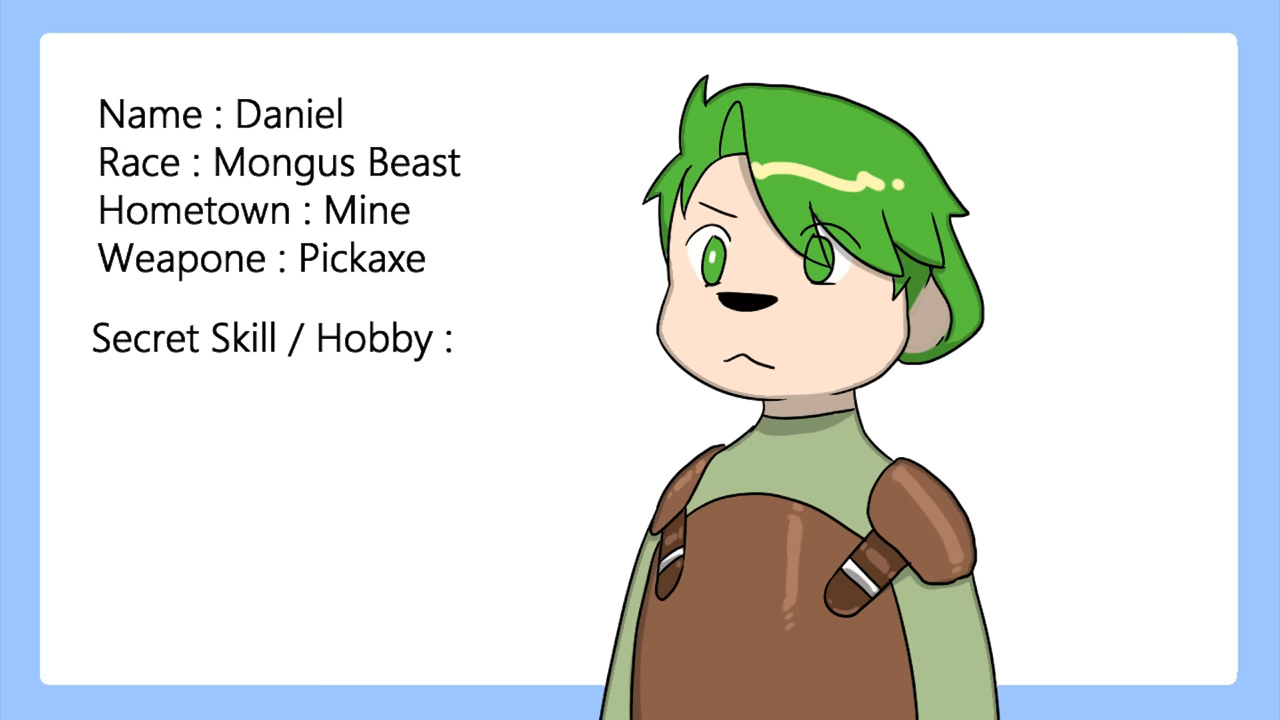 Name : Daniel
Race : Mongus Beast
Hometown : Mine
Weapone : Pickaxe
Secret Skill / Hobby :